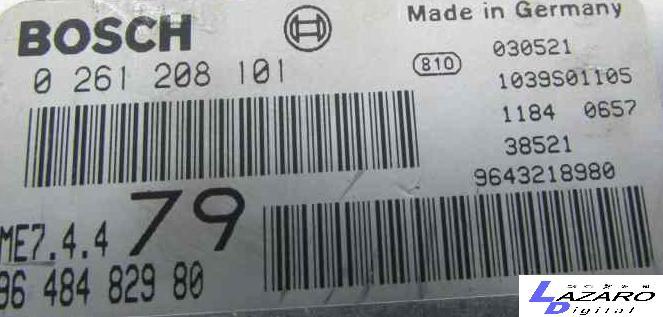 BOSCH
Made in Germany
0 261 208 101
810
030521
1039S01105
1184 0657
38521
9643218980
79
ME7.4.4
96 484 829 80
LAZARO
Digital